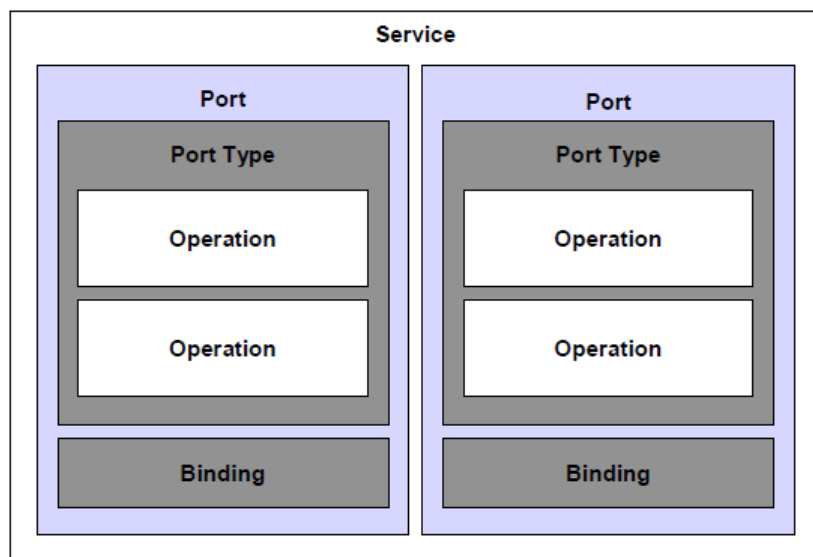 Service
Port
Port Type
Operation
Operation
Binding
Port
Port Type
Operation
Operation
Binding